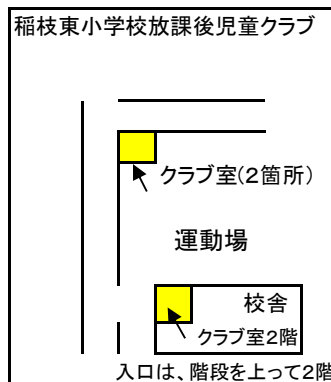 稲枝東小学校放課後児童クラブ
クラブ室(2箇所)
運動場
校舎
クラブ室2階
入口は、階段を上って2階